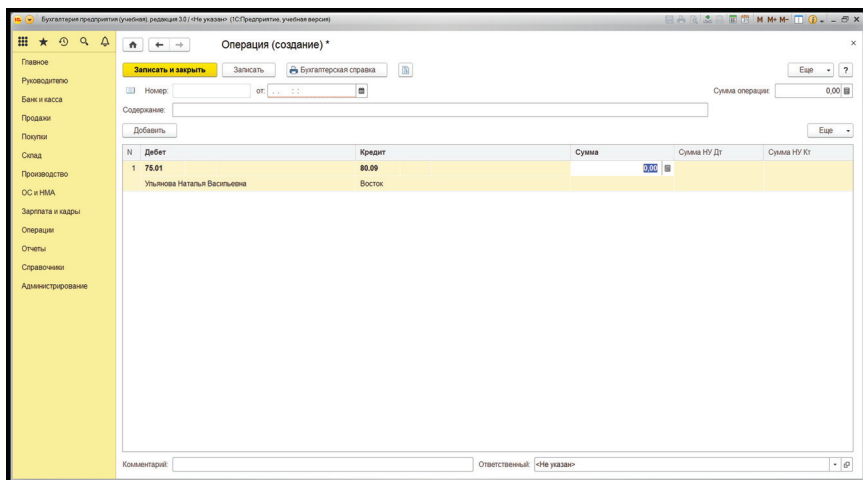 Бухгалтерия предприятия (учебная), редакция 3.0 / <Не указан> (1С:Предприятие, учебная версия)
M M+ M-
Главное
Руководителю
Банк и касса
Продажи
Покупки
Склад
Производство
ОС и НМА
Зарплата и кадры
Операции
Отчеты
Справочники
Администрирование
Операция (создание) *
Записать и закрыть Записать Бухгалтерская справка Еще ?
Номер: от: . . : : Сумма операции: 0,00
Содержание:
Добавить Еще
N Дебет Кредит Сумма Сумма НУ Дт Сумма НУ Кт
1 75.01 80.09 0,00
Ульянова Наталья Васильевна Восток
Комментарий: Ответственный: <Не указан>